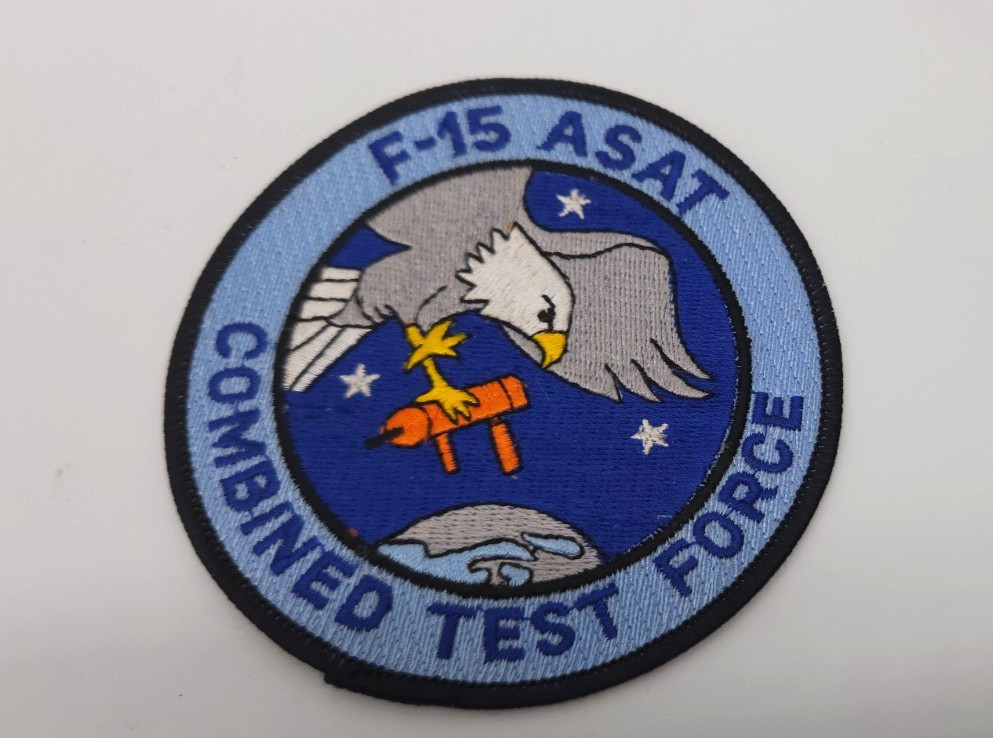 F-15 ASAT
COMBINED TEST FORCE